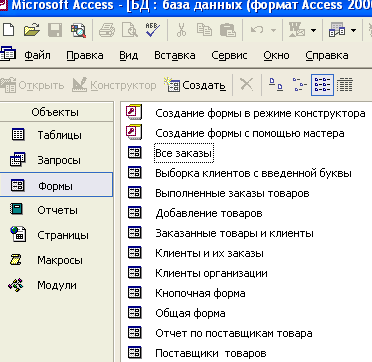 Microsoft Access - [БД : база данных (формат Access 200
Файл Правка Вид Вставка Сервис Окно Справка
Открыть Конструктор Создать
Объекты
Таблицы
Запросы
Формы
Отчеты
Страницы
Макросы
Модули
Создание формы в режиме конструктора
Создание формы с помощью мастера
Все заказы
Выборка клиентов с введенной буквы
Выполненные заказы товаров
Добавление товаров
Заказанные товары и клиенты
Клиенты и их заказы
Клиенты организации
Кнопочная форма
Общая форма
Отчет по поставщикам товара
Поставщики товаров